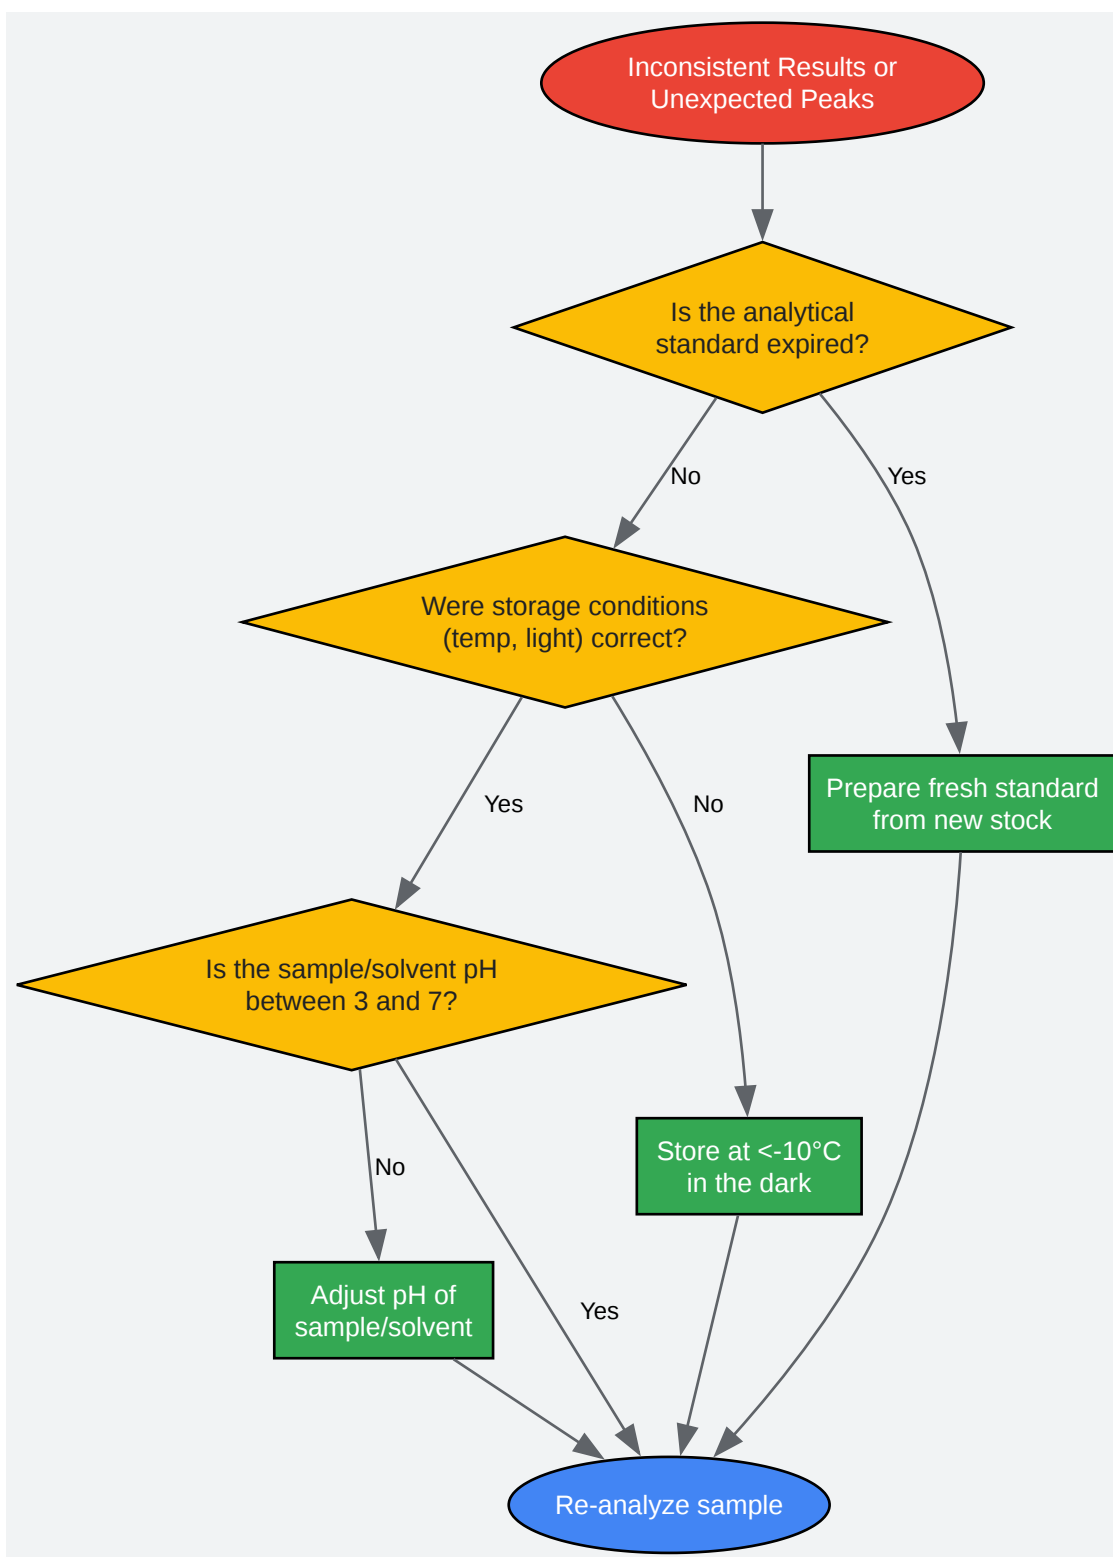 Inconsistent Results or
Unexpected Peaks
Is the analytical
standard expired?
No
Yes
Were storage conditions
(temp, light) correct?
Yes
No
Prepare fresh standard
from new stock
Is the sample/solvent pH
between 3 and 7?
No
Store at <-10°C
in the dark
Adjust pH of
sample/solvent
Yes
Re-analyze sample